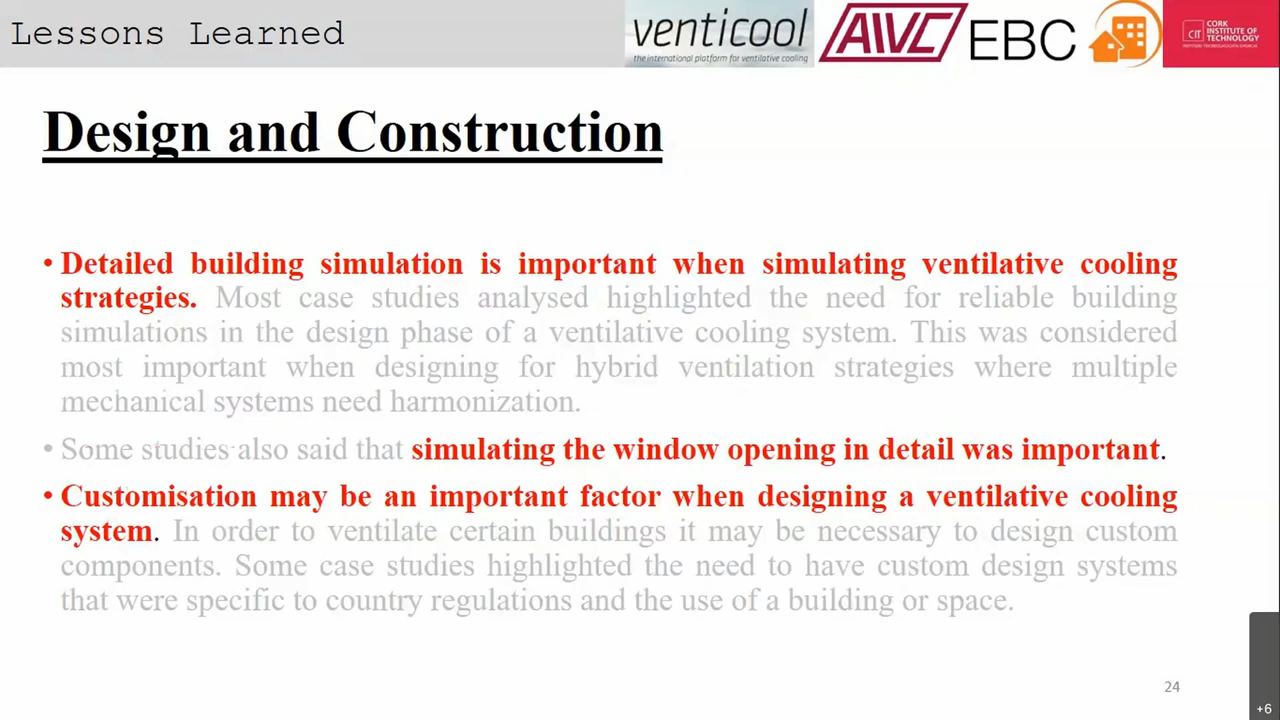 Lessons Learned
venticool
the international platform for ventilative cooling
AIVC
EBC
CIT
CORK
INSTITUTE OF
TECHNOLOGY
Design and Construction
• Detailed building simulation is important when simulating ventilative cooling
strategies. Most case studies analysed highlighted the need for reliable building
simulations in the design phase of a ventilative cooling system. This was considered
most important when designing for hybrid ventilation strategies where multiple
mechanical systems need harmonization.
• Some studies also said that simulating the window opening in detail was important.
• Customisation may be an important factor when designing a ventilative cooling
system. In order to ventilate certain buildings it may be necessary to design custom
components. Some case studies highlighted the need to have custom design systems
that were specific to country regulations and the use of a building or space.
24
+6